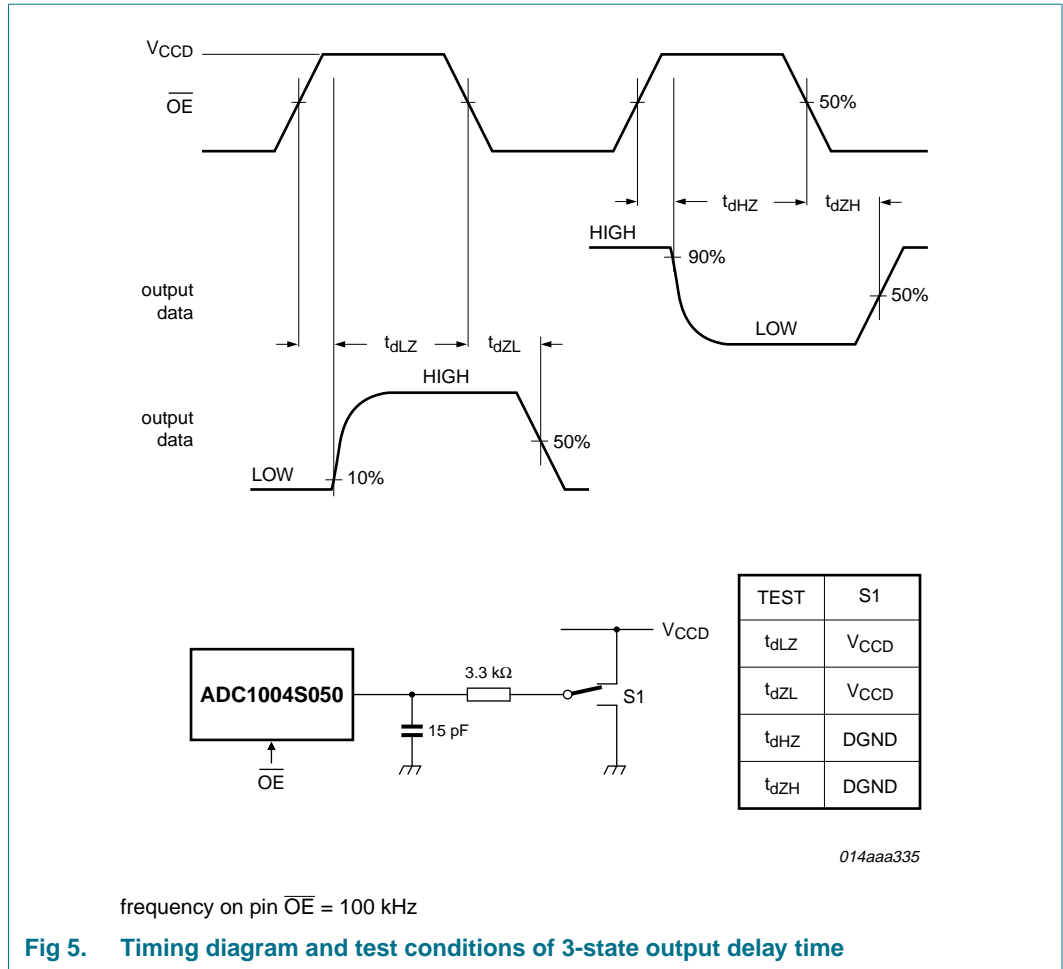 VCCD
OE
50%
tdHZ tdZH
HIGH
90%
output
data
50%
LOW
tdLZ tdZL
HIGH
output
data
50%
LOW
10%
VCCD
ADC1004S050
3.3 kΩ
S1
15 pF
OE
TEST S1
tdLZ VCCD
tdZL VCCD
tdHZ DGND
tdZH DGND
014aaa335
frequency on pin OE = 100 kHz
Fig 5. Timing diagram and test conditions of 3-state output delay time